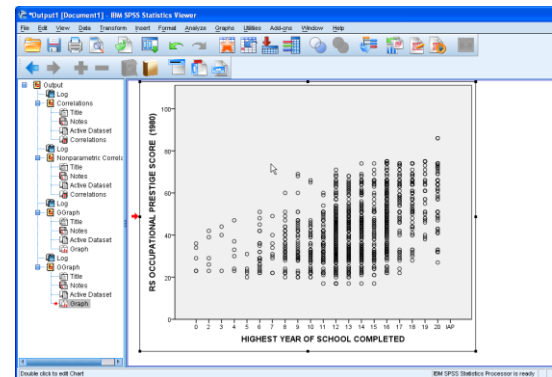 *Output1 [Document1] - IBM SPSS Statistics Viewer
File Edit View Data Transform Insert Format Analyze Graphs Utilities Add-ons Window Help
Output
Log
Correlations
Title
Notes
Active Dataset
Correlations
Log
Nonparametric Correla
Title
Notes
Active Dataset
Correlations
Log
GGraph
Title
Notes
Active Dataset
Graph
Log
GGraph
Title
Notes
Active Dataset
Graph
RS OCCUPATIONAL PRESTIGE SCORE (1980)
100
80
60
40
20
0
0 2 3 4 5 6 7 8 9 10 11 12 13 14 15 16 17 18 19 20 IAP
HIGHEST YEAR OF SCHOOL COMPLETED
Double click to edit Chart
IBM SPSS Statistics Processor is ready